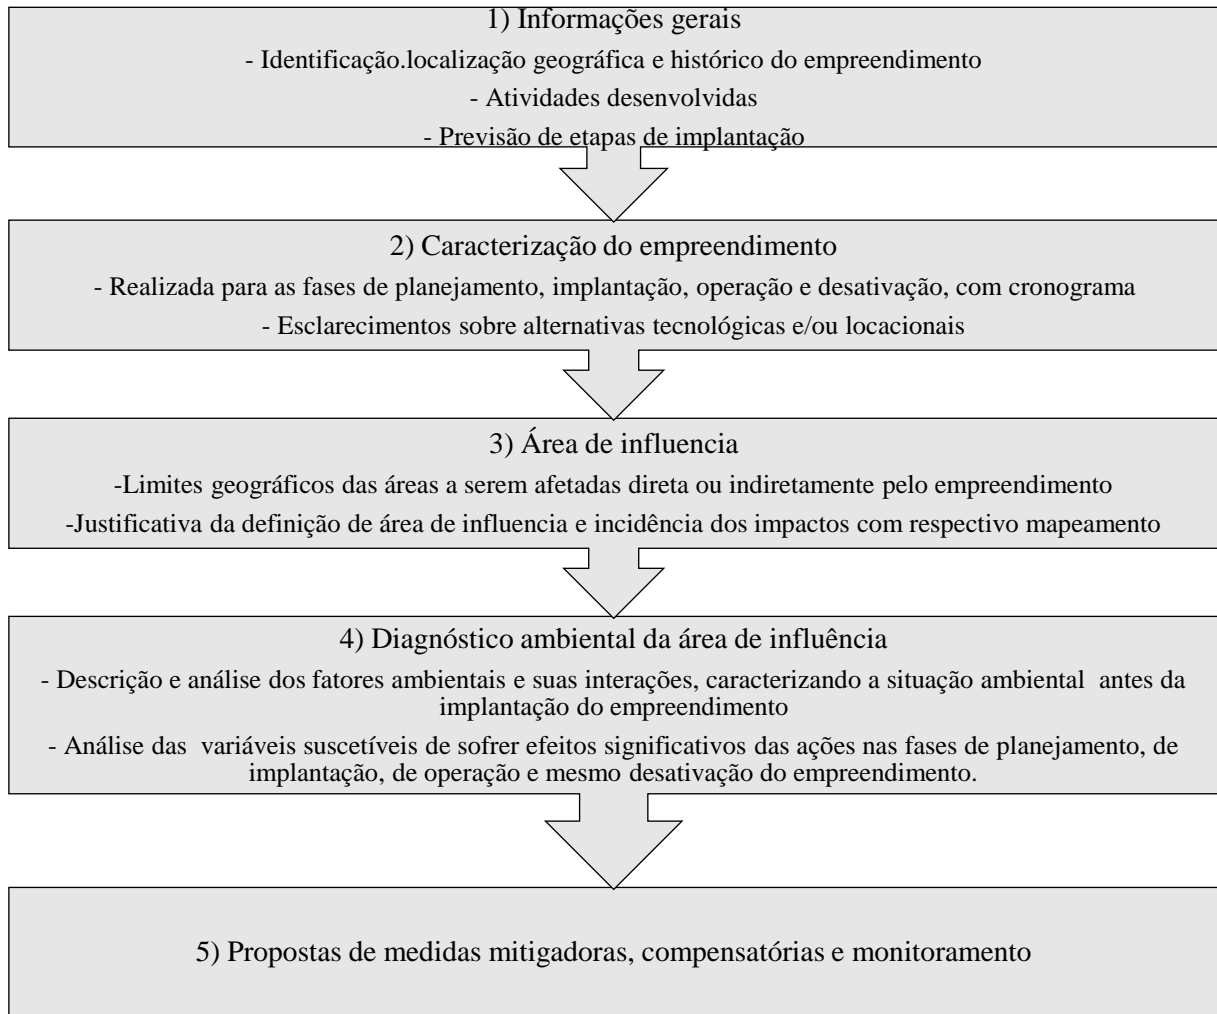 1) Informações gerais
- Identificação.localização geográfica e histórico do empreendimento
- Atividades desenvolvidas
- Previsão de etapas de implantação
2) Caracterização do empreendimento
- Realizada para as fases de planejamento, implantação, operação e desativação, com cronograma
- Esclarecimentos sobre alternativas tecnológicas e/ou locacionais
3) Área de influencia
-Limites geográficos das áreas a serem afetadas direta ou indiretamente pelo empreendimento
-Justificativa da definição de área de influencia e incidência dos impactos com respectivo mapeamento
4) Diagnóstico ambiental da área de influência
- Descrição e análise dos fatores ambientais e suas interações, caracterizando a situação ambiental  antes da
implantação do empreendimento
- Análise das  variáveis suscetíveis de sofrer efeitos significativos das ações nas fases de planejamento, de
implantação, de operação e mesmo desativação do empreendimento.
5) Propostas de medidas mitigadoras, compensatórias e monitoramento